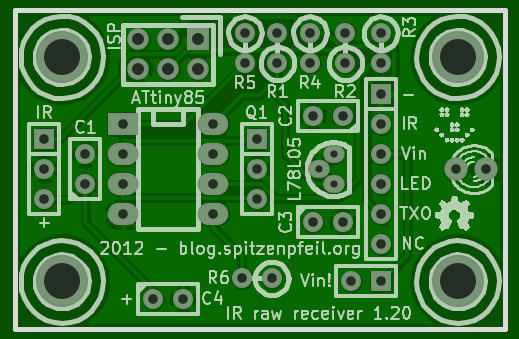 ISP
R3
R5
R1
R4
R2
ATtiny85
IR
C1
Q1
C2
-
IR
Vin
L78L05
LED
C3
TXO
+
NC
2012 - blog.spitzenpfeil.org
R6
Vin!
+
C4
IR raw receiver 1.20